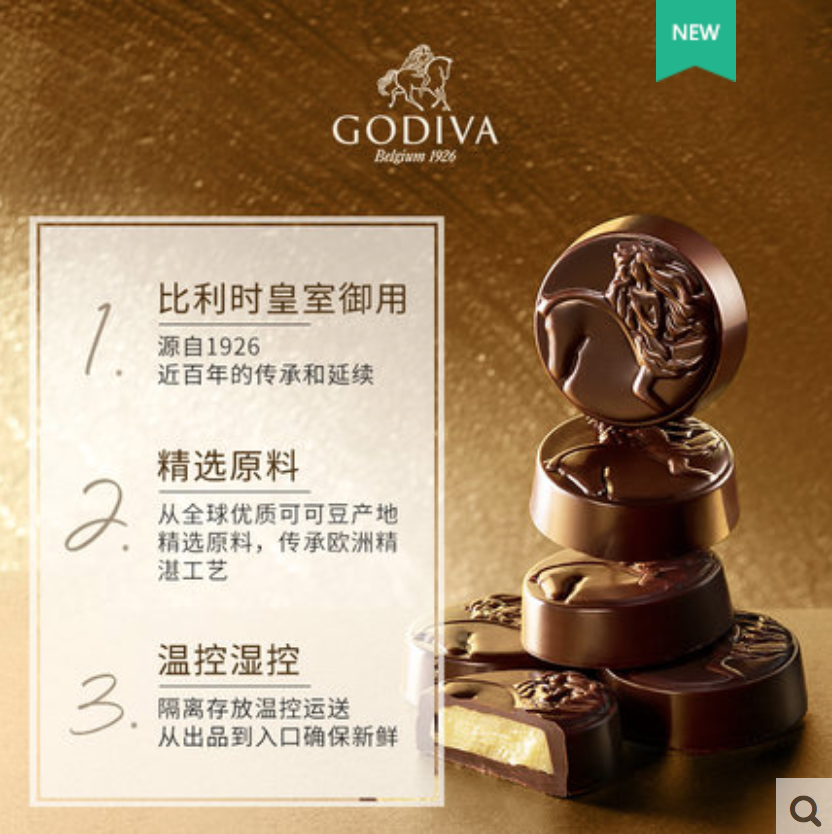 NEW
GODIVA
Belgium 1926
1.
比利时皇室御用
源自1926
近百年的传承和延续
2.
精选原料
从全球优质可可豆产地
精选原料，传承欧洲精
湛工艺
3.
温控湿控
隔离存放温控运送
从出品到入口确保新鲜